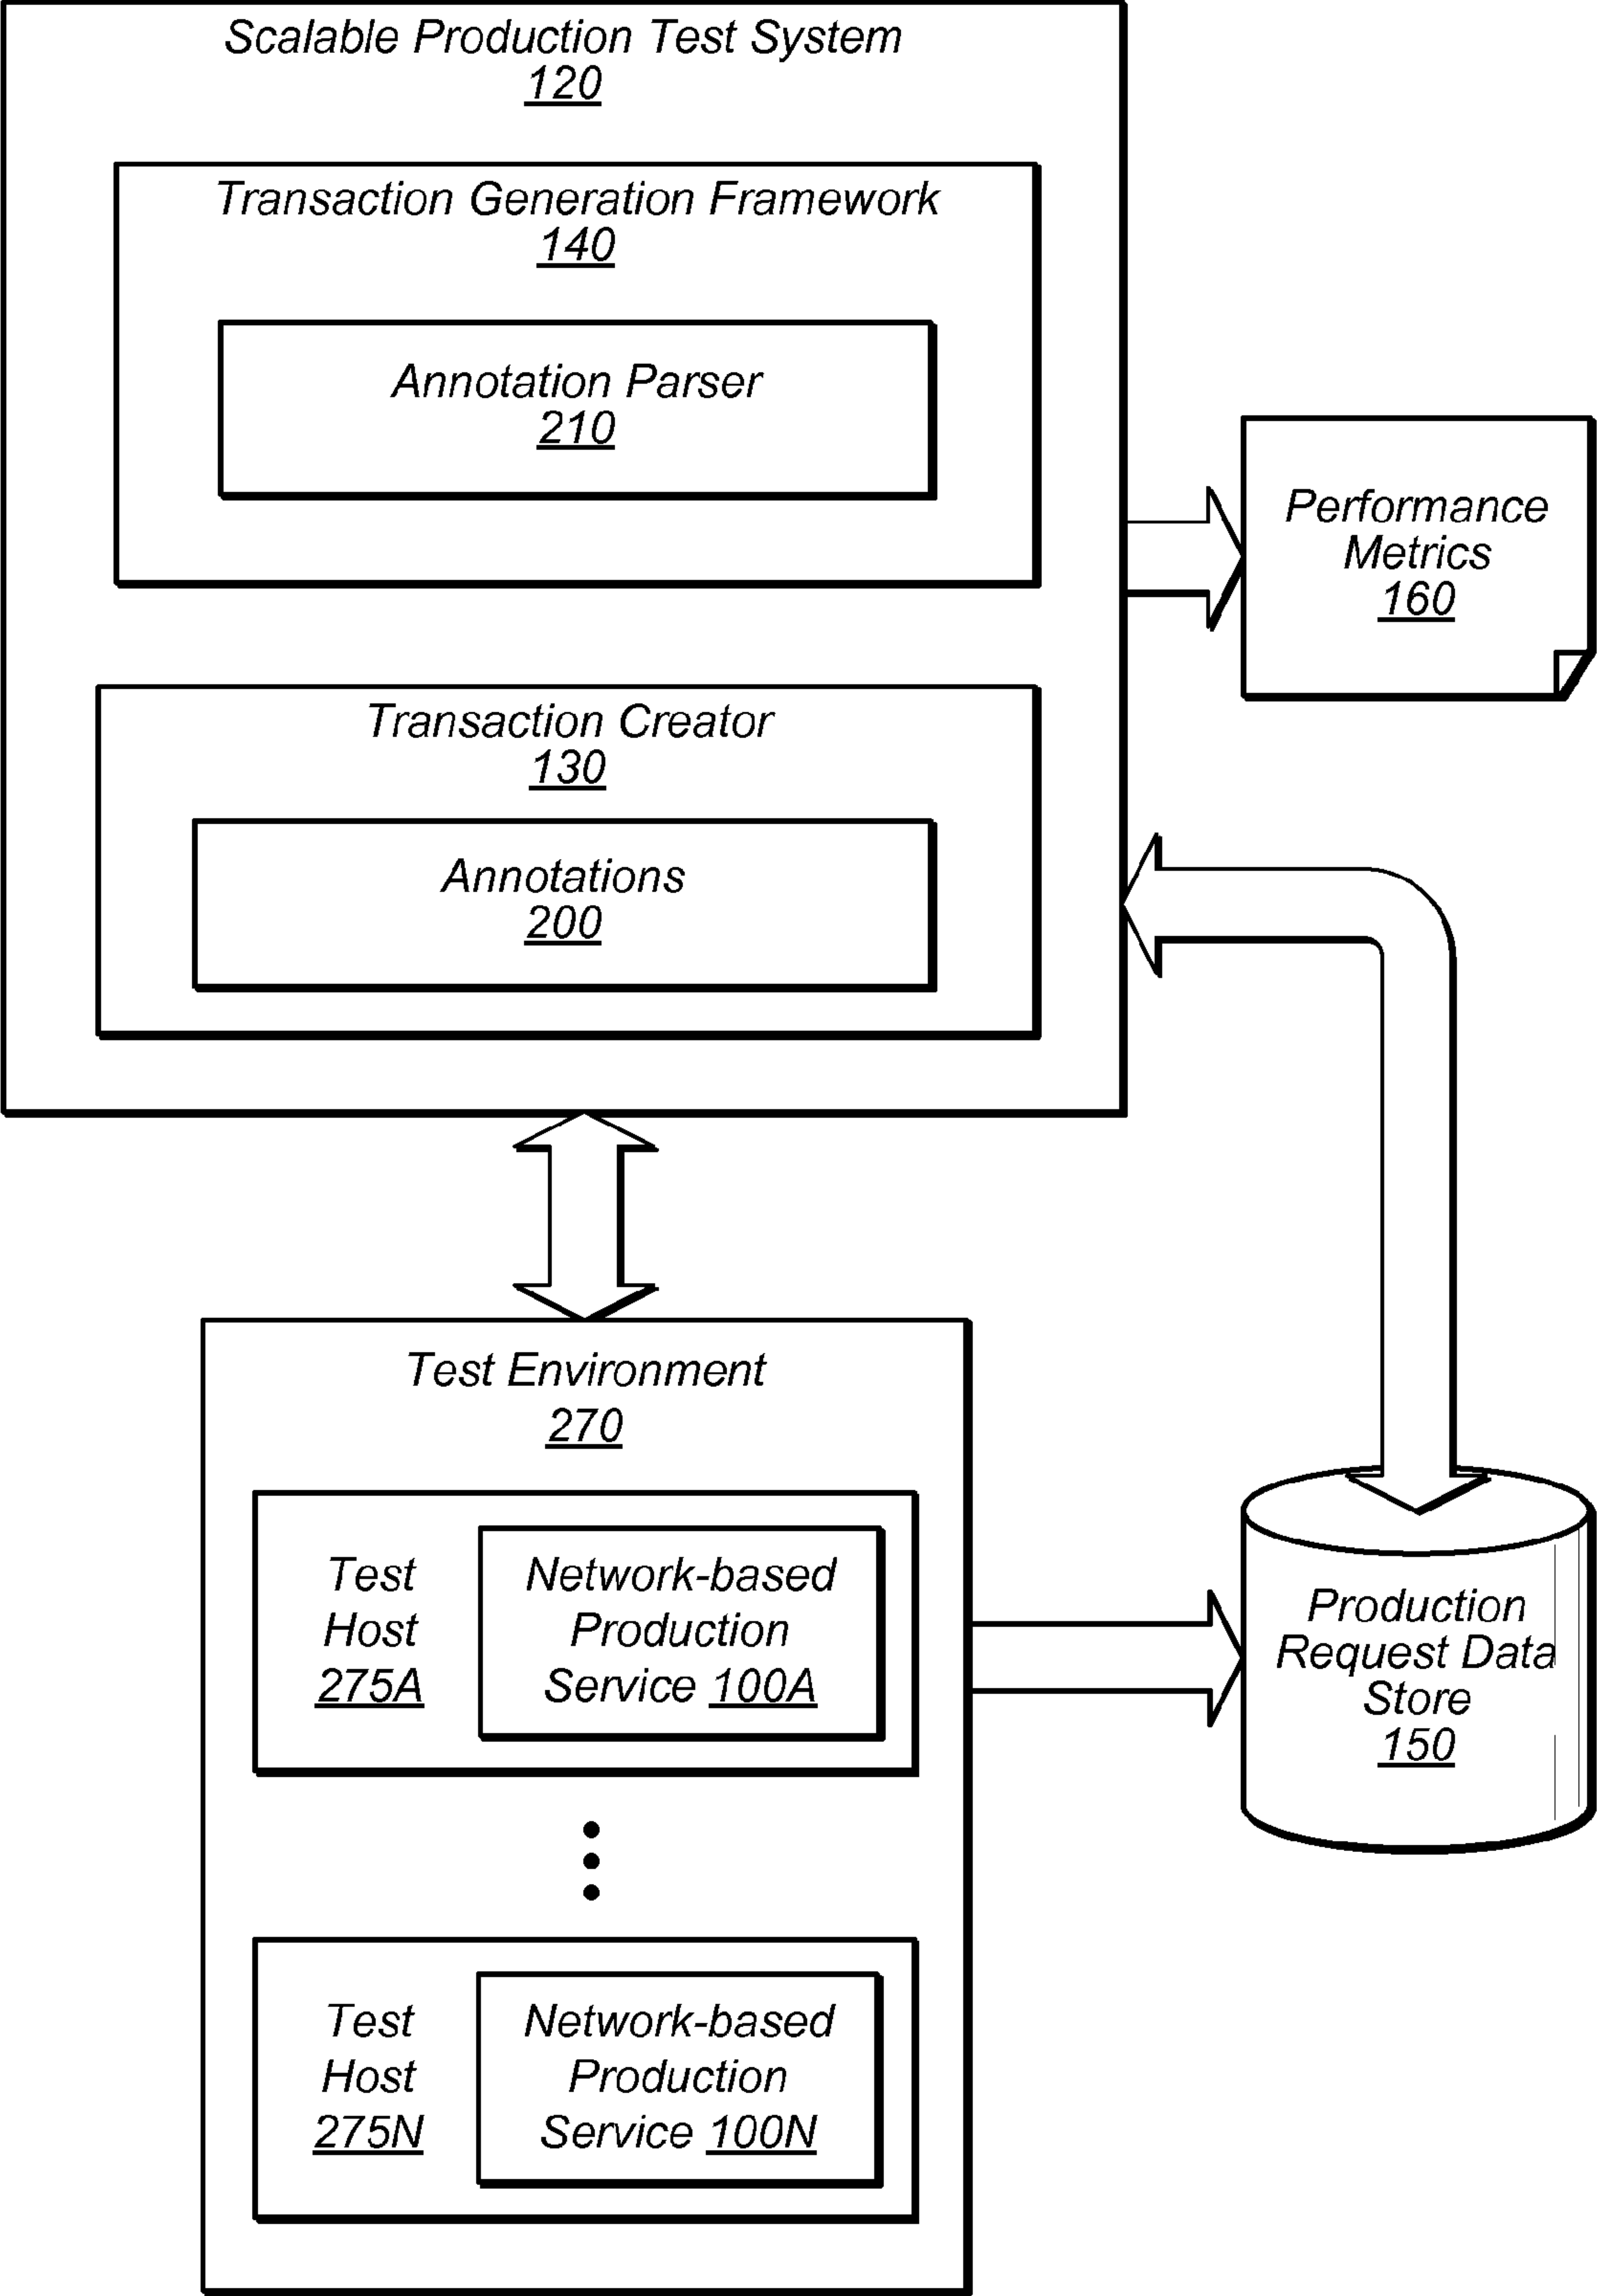 Scalable Production Test System
120
Transaction Generation Framework
140
Annotation Parser
210
Performance
Metrics
160
Transaction Creator
130
Annotations
200
Test Environment
270
Test
Host
275A
Network-based
Production
Service 100A
Production
Request Data
Store
150
Test
Host
275N
Network-based
Production
Service 100N